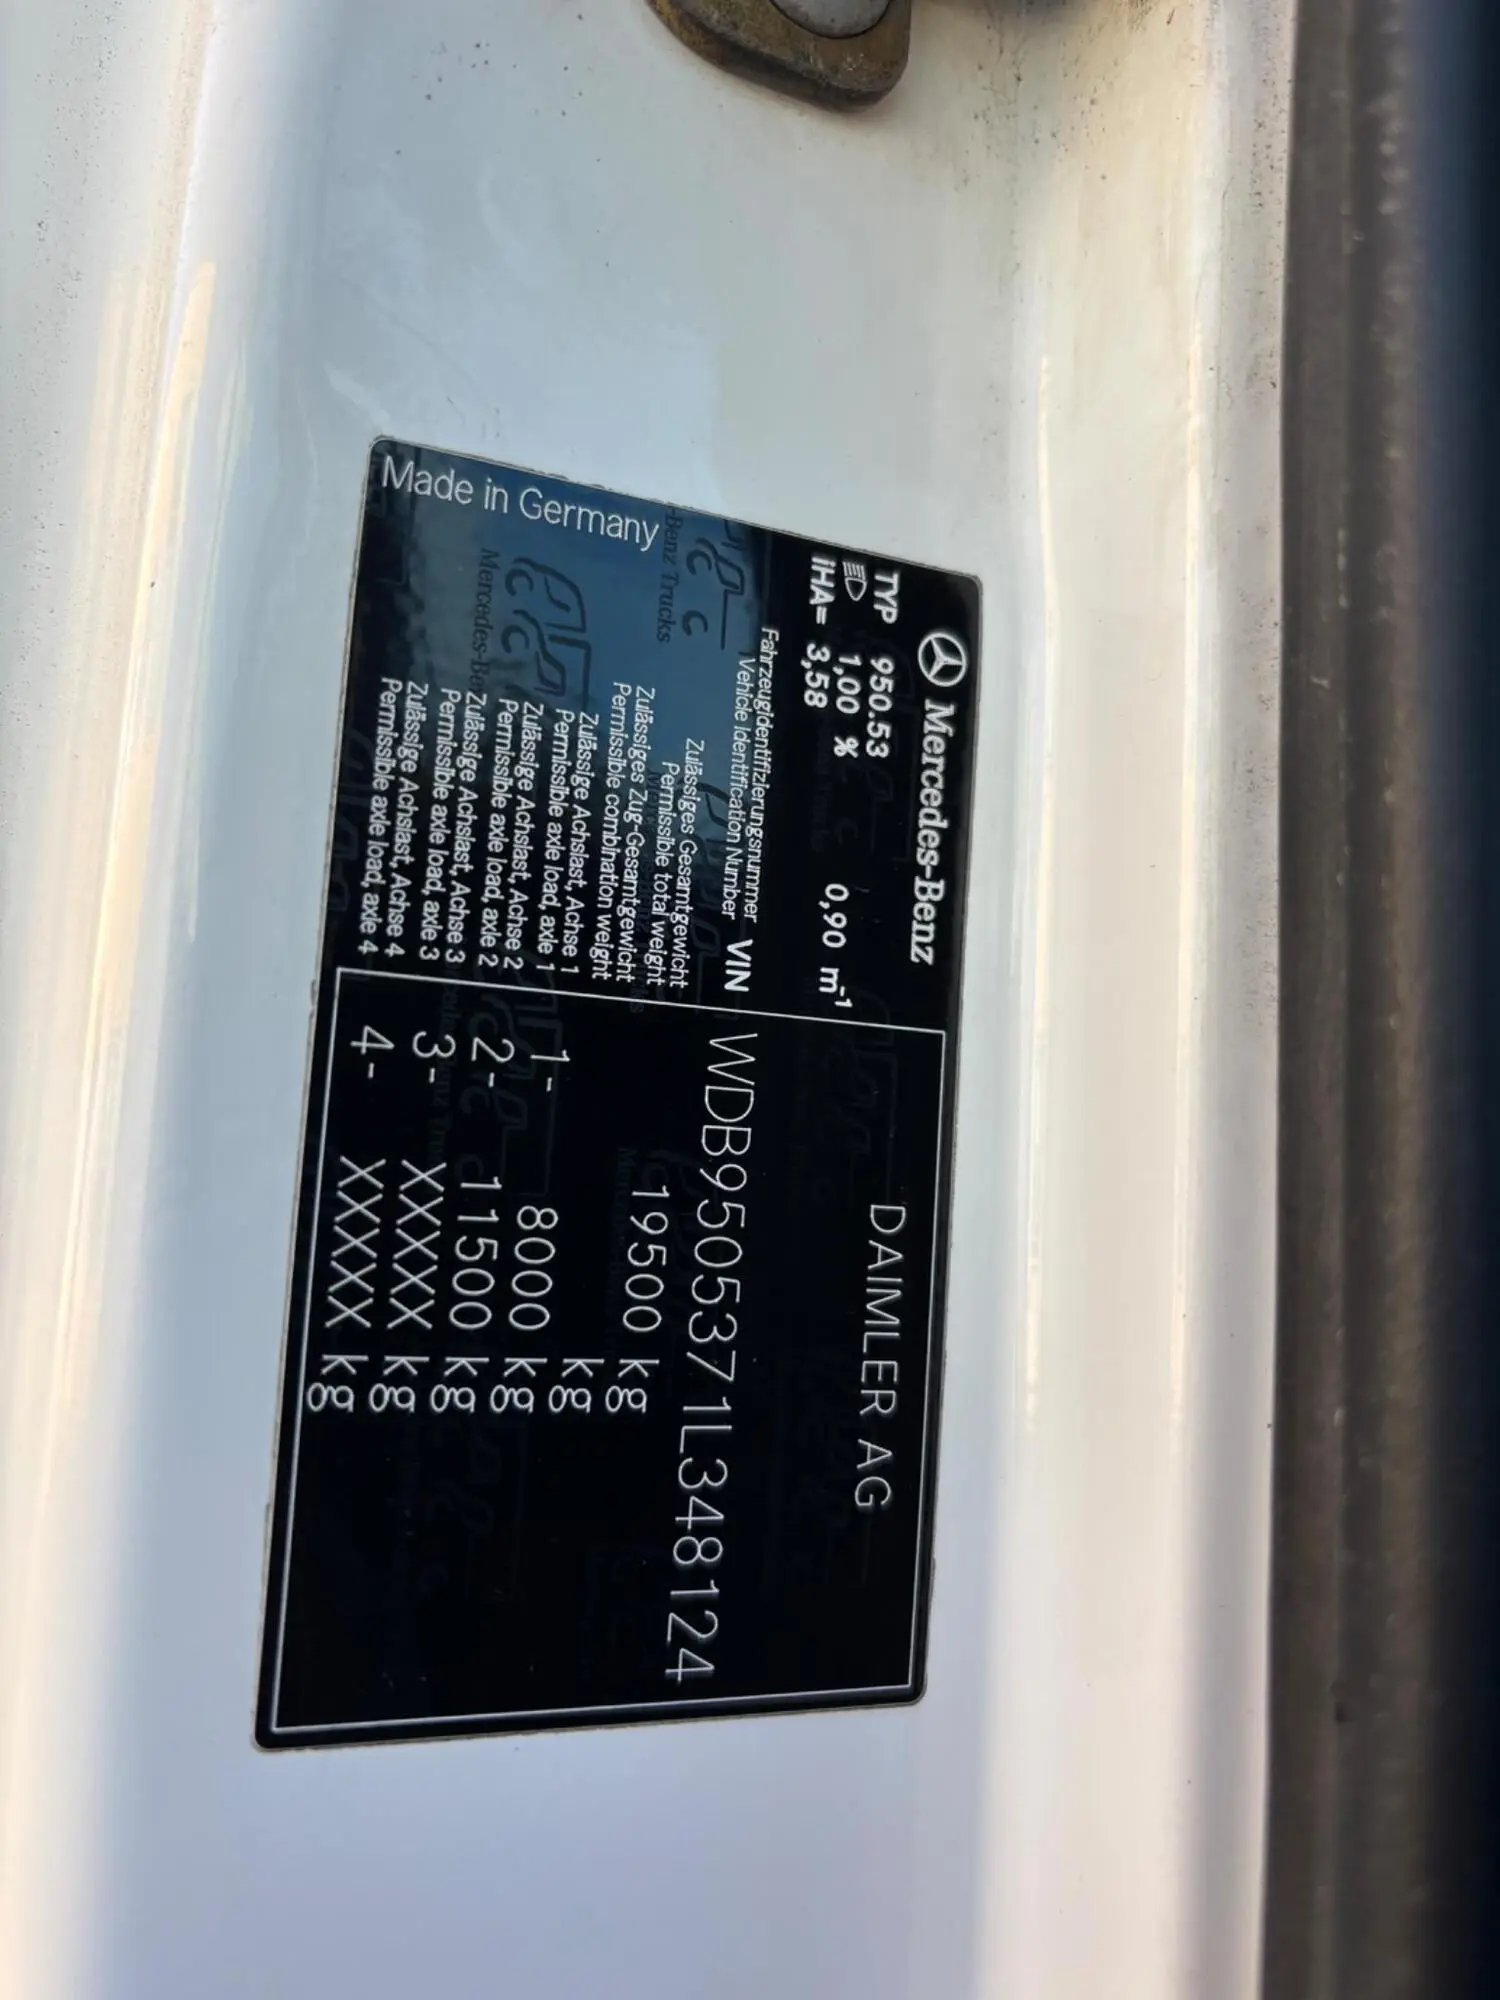 Mercedes-Benz
DAIMLER AG
TYP 950.53
1,00 % 0,90 m⁻¹
iHA= 3,58
Fahrzeugidentifizierungsnummer
Vehicle Identification Number VIN WDB9505371L348124
Zulässiges Gesamtgewicht
Permissible total weight 19500 kg
Zulässiges Zug-Gesamtgewicht
Permissible combination weight kg
Zulässige Achslast, Achse 1
Permissible axle load, axle 1 1- 8000 kg
Zulässige Achslast, Achse 2
Permissible axle load, axle 2 2- 11500 kg
Zulässige Achslast, Achse 3
Permissible axle load, axle 3 3- XXXXX kg
Zulässige Achslast, Achse 4
Permissible axle load, axle 4 4- XXXXX kg
Made in Germany